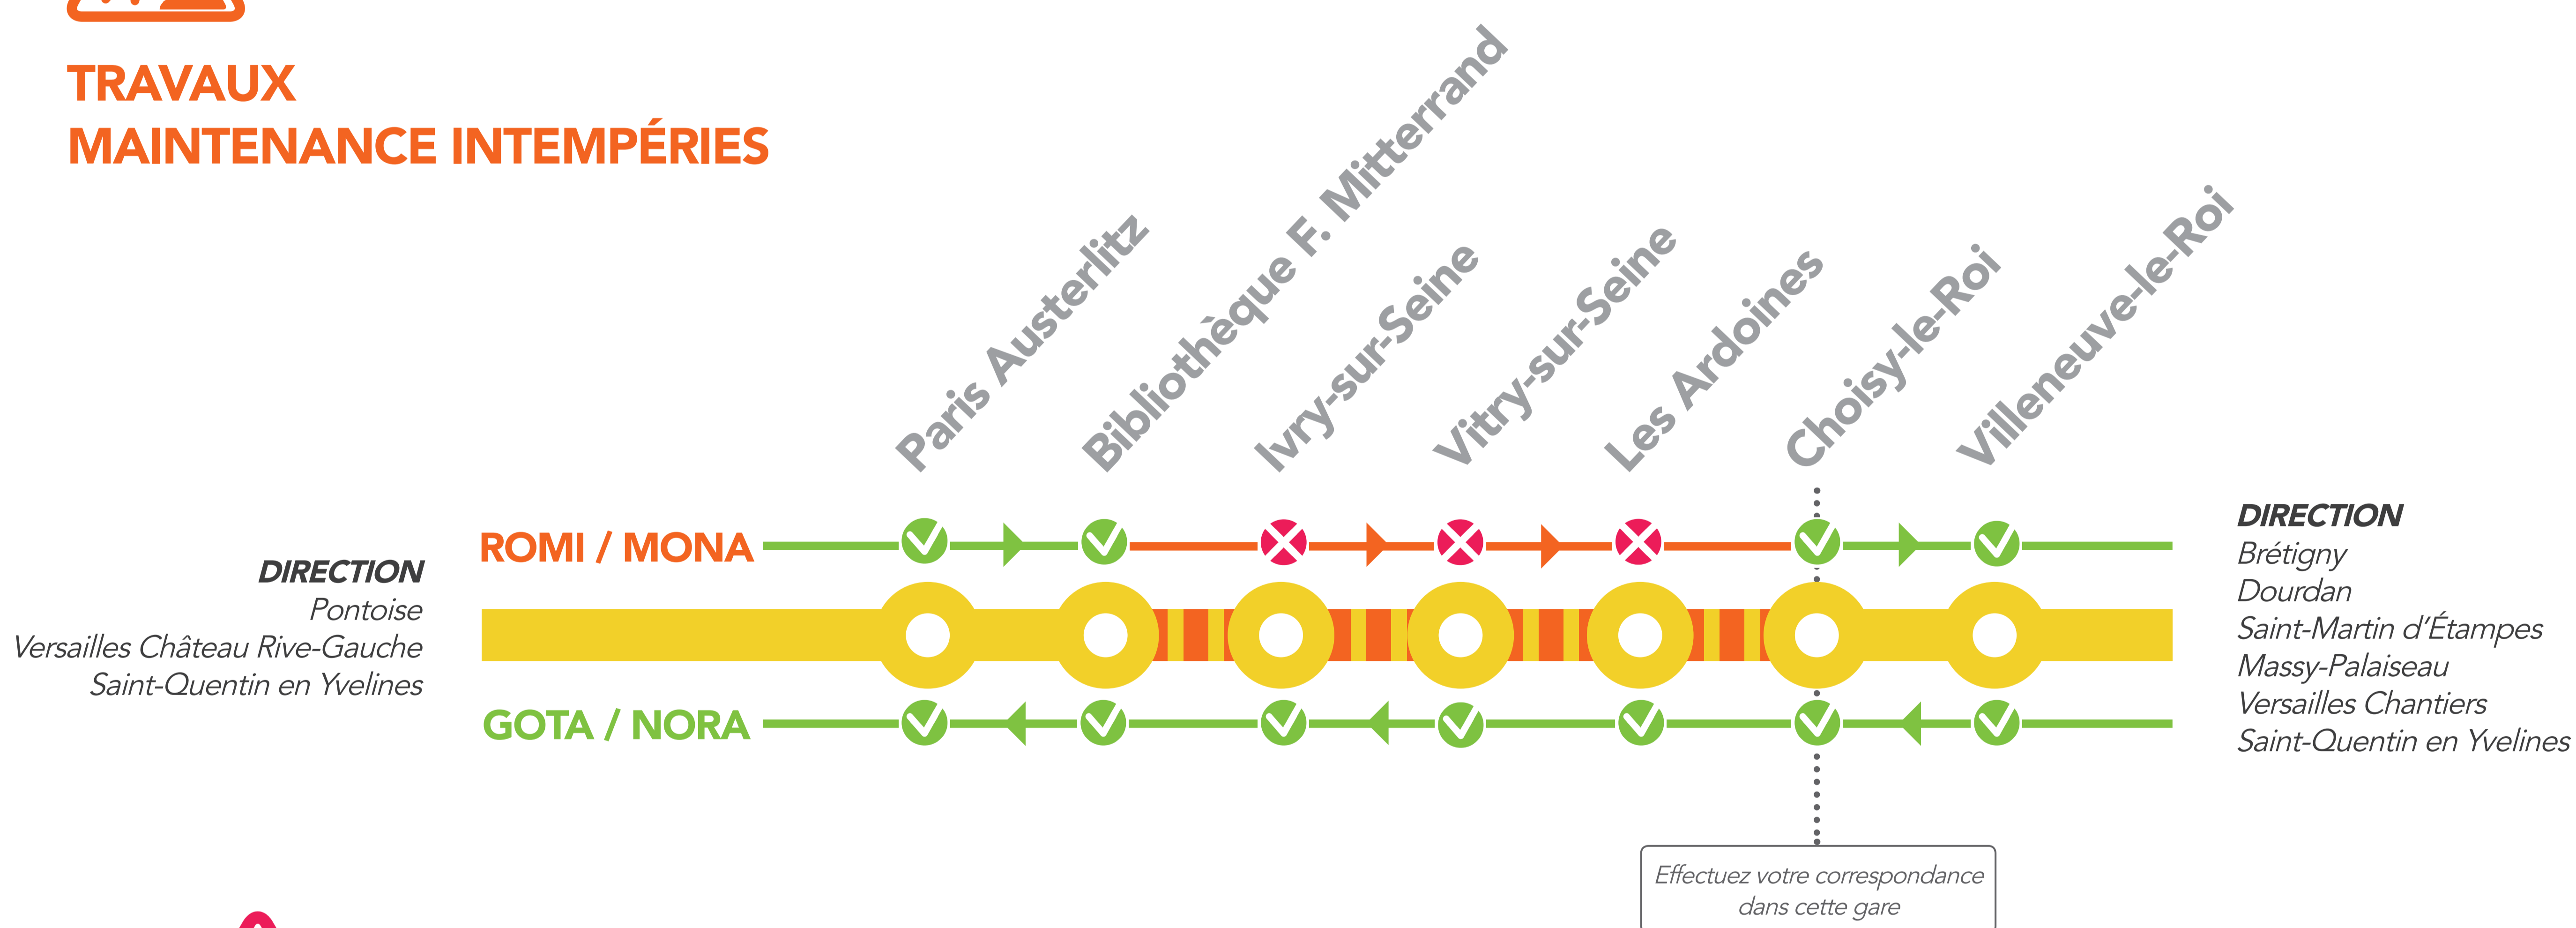 TRAVAUX
MAINTENANCE INTEMPÉRIES
Paris Austerlitz
Bibliothèque F. Mitterrand
Ivry-sur-Seine
Vitry-sur-Seine
Les Ardoines
Choisy-le-Roi
Villeneuve-le-Roi
DIRECTION
Pontoise
Versailles Château Rive-Gauche
Saint-Quentin en Yvelines
ROMI / MONA
GOTA / NORA
DIRECTION
Brétigny
Dourdan
Saint-Martin d’Étampes
Massy-Palaiseau
Versailles Chantiers
Saint-Quentin en Yvelines
Effectuez votre correspondance
dans cette gare